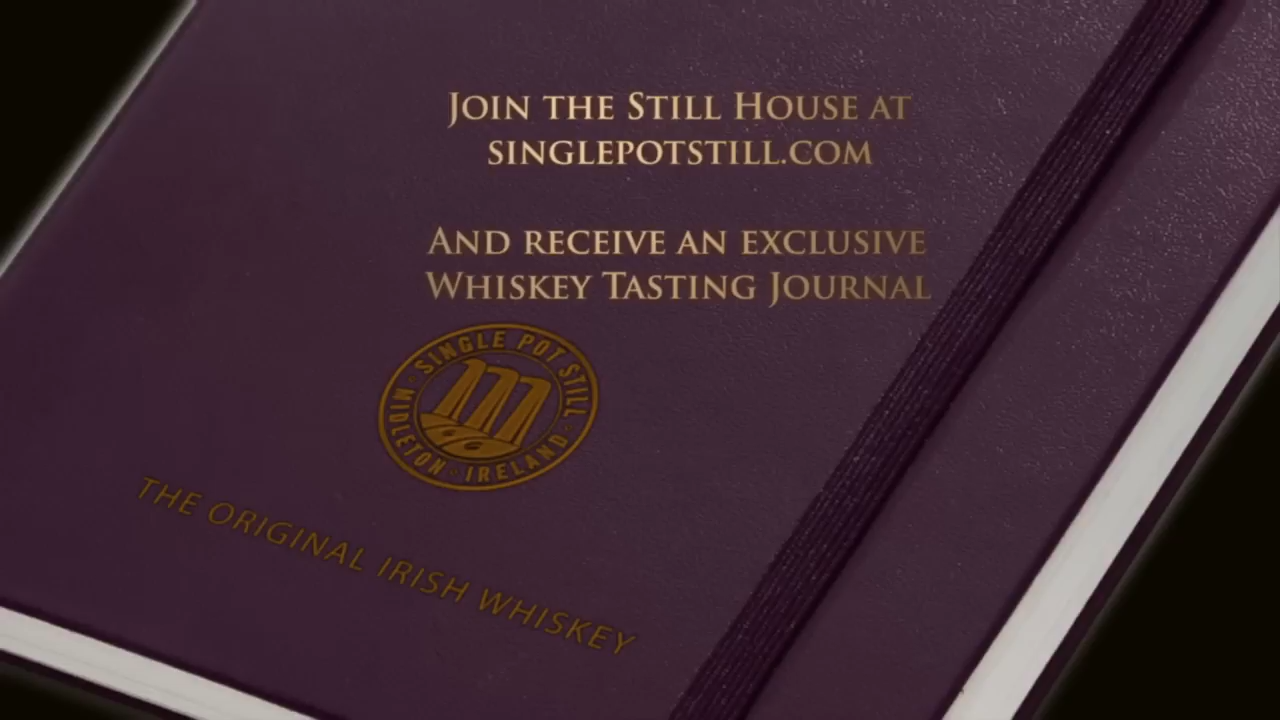 JOIN THE STILL HOUSE AT
SINGLEPOTSTILL.COM
AND RECEIVE AN EXCLUSIVE
WHISKEY TASTING JOURNAL
SINGLE POT STILL
MIDLETON · IRELAND
THE ORIGINAL IRISH WHISKEY